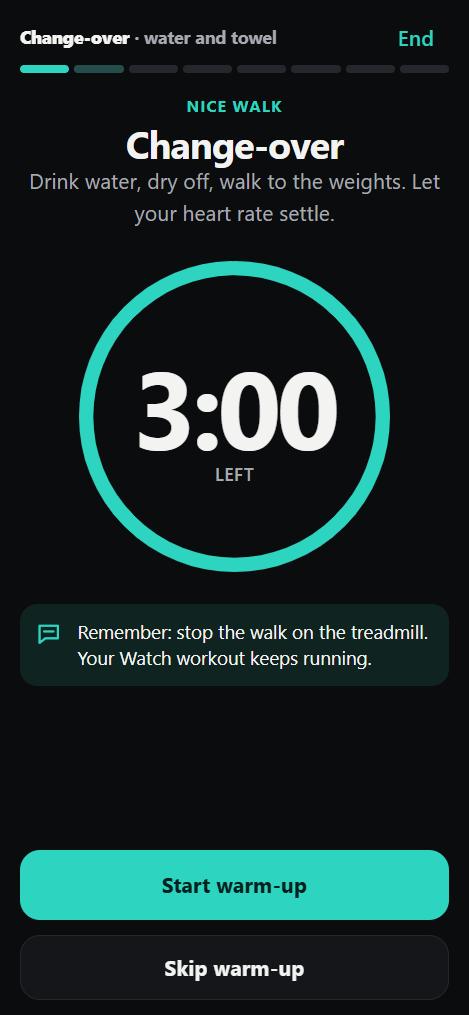 Change-over · water and towel
End
NICE WALK
Change-over
Drink water, dry off, walk to the weights. Let
your heart rate settle.
3:00
LEFT
Remember: stop the walk on the treadmill.
Your Watch workout keeps running.
Start warm-up
Skip warm-up